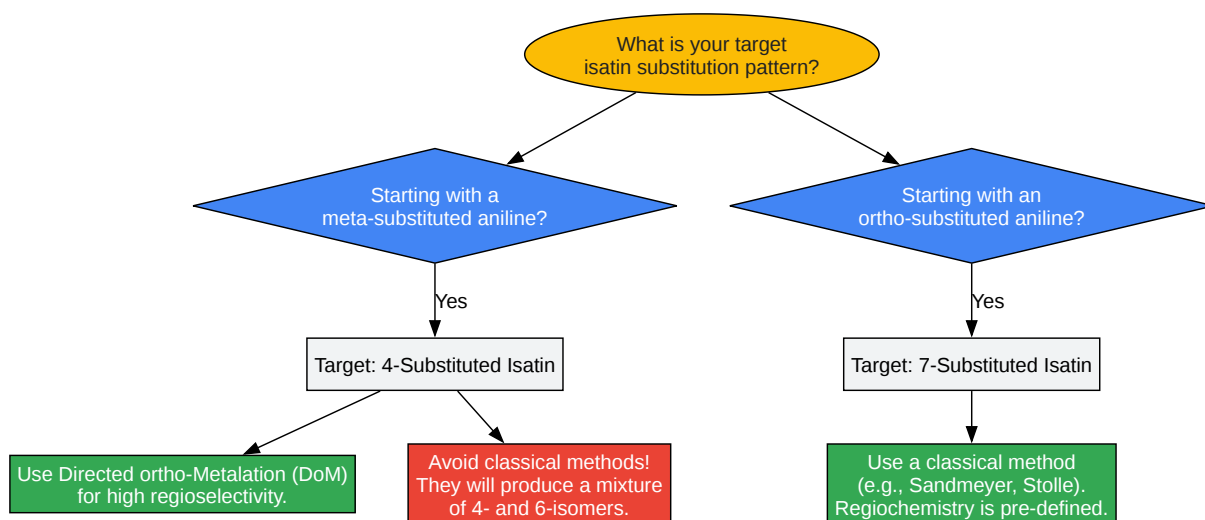 What is your target
isatin substitution pattern?
Starting with a
meta-substituted aniline?
Starting with an
ortho-substituted aniline?
Yes
Yes
Target: 4-Substituted Isatin
Target: 7-Substituted Isatin
Use Directed ortho-Metalation (DoM)
for high regioselectivity.
Avoid classical methods!
They will produce a mixture
of 4- and 6-isomers.
Use a classical method
(e.g., Sandmeyer, Stolle).
Regiochemistry is pre-defined.